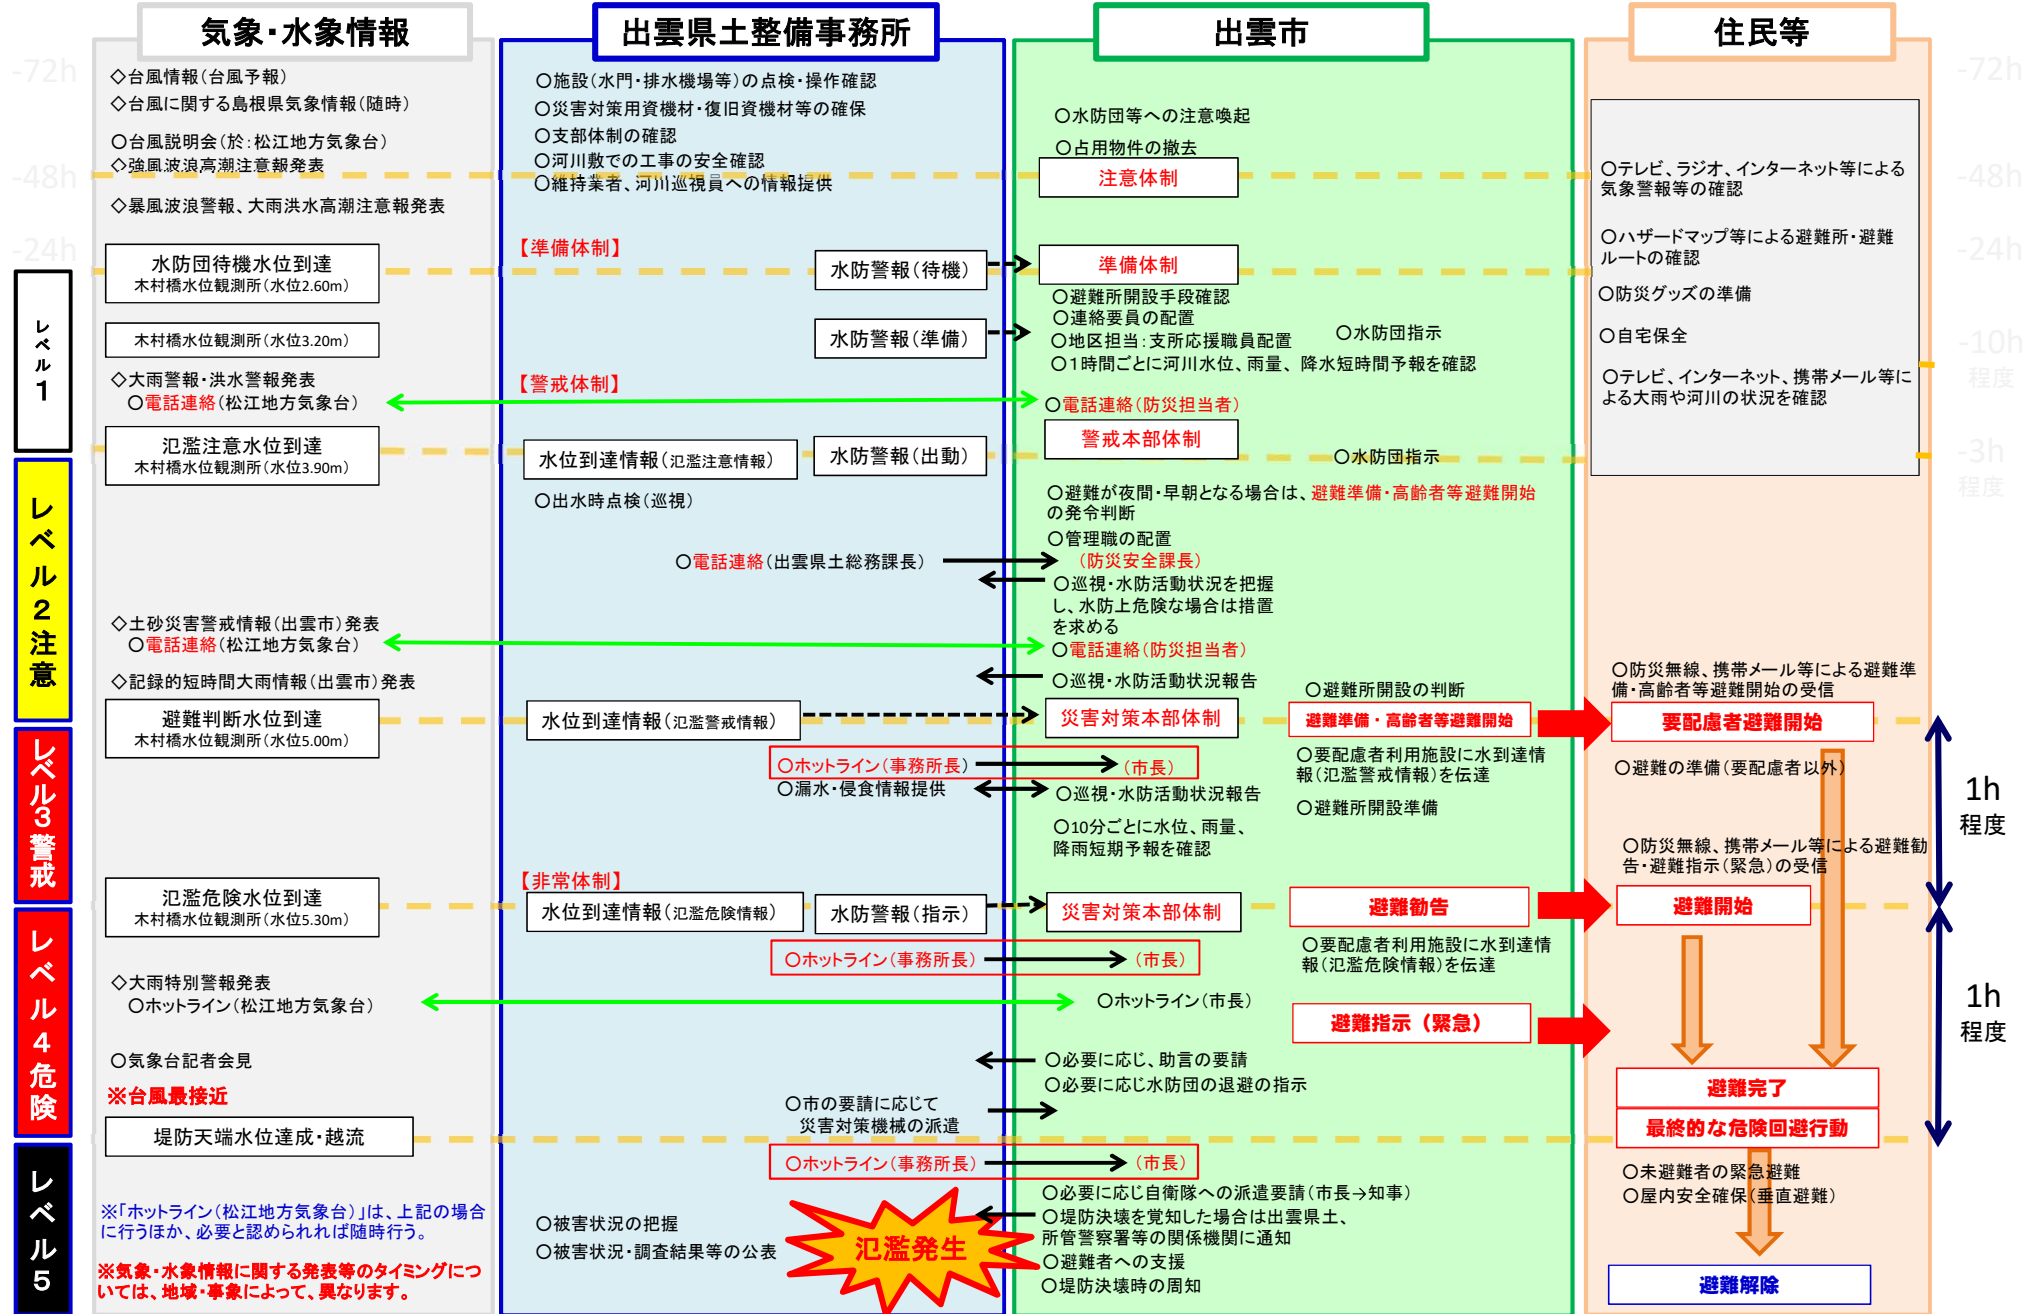 気象・水象情報
出雲県土整備事務所
出雲市
住民等
-72h
-48h
-24h
レベル1
レベル2注意
レベル3警戒
レベル4危険
レベル5
◇台風情報(台風予報)
◇台風に関する島根県気象情報(随時)
○台風説明会(於:松江地方気象台)
◇強風波浪高潮注意報発表
◇暴風波浪警報、大雨洪水高潮注意報発表
水防団待機水位到達
木村橋水位観測所(水位2.60m)
木村橋水位観測所(水位3.20m)
◇大雨警報・洪水警報発表
○電話連絡(松江地方気象台)
氾濫注意水位到達
木村橋水位観測所(水位3.90m)
◇土砂災害警戒情報(出雲市)発表
○電話連絡(松江地方気象台)
◇記録的短時間大雨情報(出雲市)発表
避難判断水位到達
木村橋水位観測所(水位5.00m)
氾濫危険水位到達
木村橋水位観測所(水位5.30m)
◇大雨特別警報発表
○ホットライン(松江地方気象台)
○気象台記者会見
※台風最接近
堤防天端水位達成・越流
※「ホットライン(松江地方気象台)」は、上記の場合
に行うほか、必要と認められれば随時行う。
※気象・水象情報に関する発表等のタイミングにつ
いては、地域・事象によって、異なります。
○施設(水門・排水機場等)の点検・操作確認
○災害対策用資機材・復旧資機材等の確保
○支部体制の確認
○河川敷での工事の安全確認
○維持業者、河川巡視員への情報提供
【準備体制】
水防警報(待機)
水防警報(準備)
【警戒体制】
水位到達情報(氾濫注意情報)
水防警報(出動)
○出水時点検(巡視)
○電話連絡(出雲県土総務課長)
水位到達情報(氾濫警戒情報)
○ホットライン(事務所長)
(市長)
○漏水・侵食情報提供
【非常体制】
水位到達情報(氾濫危険情報)
水防警報(指示)
○ホットライン(事務所長)
(市長)
○市の要請に応じて
災害対策機械の派遣
○ホットライン(事務所長)
(市長)
○被害状況の把握
○被害状況・調査結果等の公表
氾濫発生
○水防団等への注意喚起
○占用物件の撤去
注意体制
準備体制
○避難所開設手段確認
○連絡要員の配置
○地区担当:支所応援職員配置
○水防団指示
○1時間ごとに河川水位、雨量、降水短時間予報を確認
○電話連絡(防災担当者)
警戒本部体制
○水防団指示
○避難が夜間・早朝となる場合は、避難準備・高齢者等避難開始
の発令判断
○管理職の配置
(防災安全課長)
○巡視・水防活動状況を把握
し、水防上危険な場合は措置
を求める
○電話連絡(防災担当者)
○巡視・水防活動状況報告
○避難所開設の判断
災害対策本部体制
避難準備・高齢者等避難開始
○要配慮者利用施設に水到達情
報(氾濫警戒情報)を伝達
○巡視・水防活動状況報告
○避難所開設準備
○10分ごとに水位、雨量、
降雨短期予報を確認
災害対策本部体制
避難勧告
○要配慮者利用施設に水到達情
報(氾濫危険情報)を伝達
○ホットライン(市長)
避難指示(緊急)
○必要に応じ、助言の要請
○必要に応じ水防団の退避の指示
○必要に応じ自衛隊への派遣要請(市長→知事)
○堤防決壊を覚知した場合は出雲県土、
所管警察署等の関係機関に通知
○避難者への支援
○堤防決壊時の周知
○テレビ、ラジオ、インターネット等による
気象警報等の確認
○ハザードマップ等による避難所・避難
ルートの確認
○防災グッズの準備
○自宅保全
○テレビ、インターネット、携帯メール等に
よる大雨や河川の状況を確認
○防災無線、携帯メール等による避難準
備・高齢者等避難開始の受信
要配慮者避難開始
○避難の準備(要配慮者以外)
○防災無線、携帯メール等による避難勧
告・避難指示(緊急)の受信
避難開始
避難完了
最終的な危険回避行動
○未避難者の緊急避難
○屋内安全確保(垂直避難)
避難解除
-72h
-48h
-24h
-10h
程度
-3h
程度
1h
程度
1h
程度